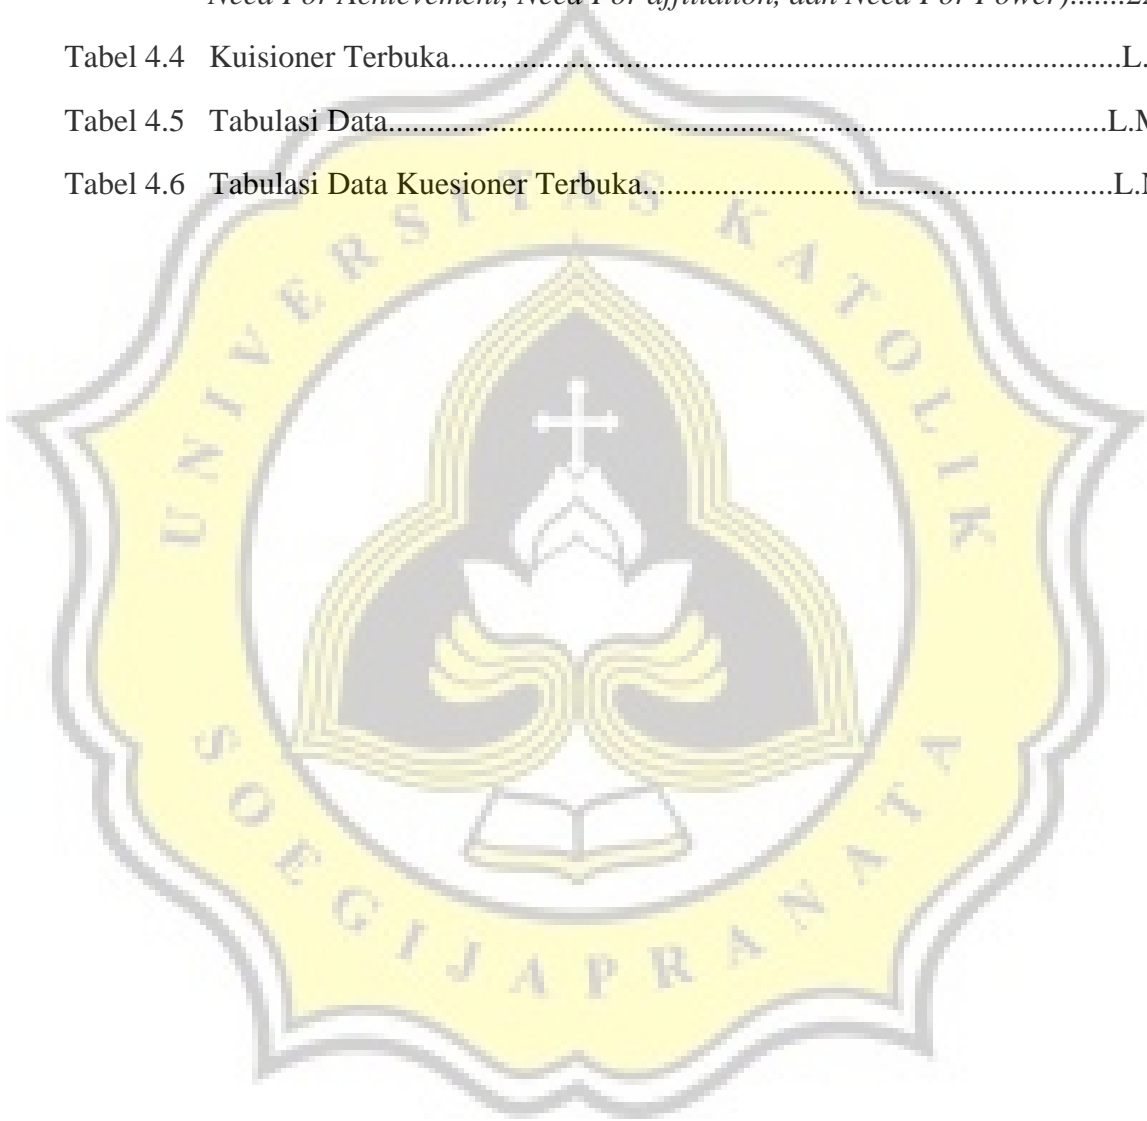 Need For Achievement, Need For affiliation, dan Need For Power).......22
Tabel 4.4 Kuisioner Terbuka....................................................................................L.
Tabel 4.5 Tabulasi Data..........................................................................................L.M
Tabel 4.6 Tabulasi Data Kuesioner Terbuka...........................................................L.
UNIVERSITAS KATOLIK
SOEGIJAPRANATA